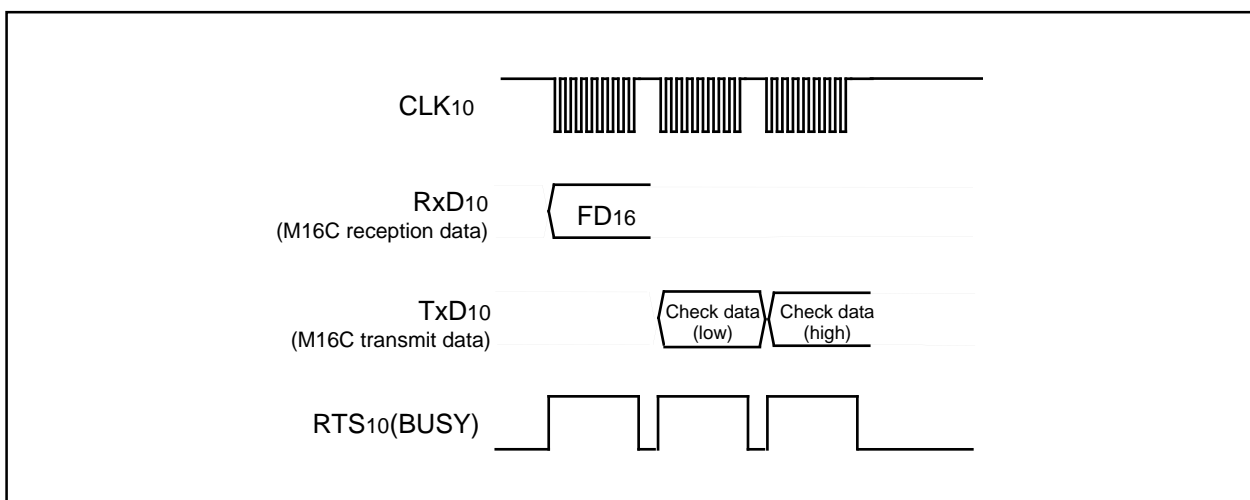 CLK10
RxD10
(M16C reception data)
FD16
TxD10
(M16C transmit data)
Check data
(low)
Check data
(high)
RTS10(BUSY)